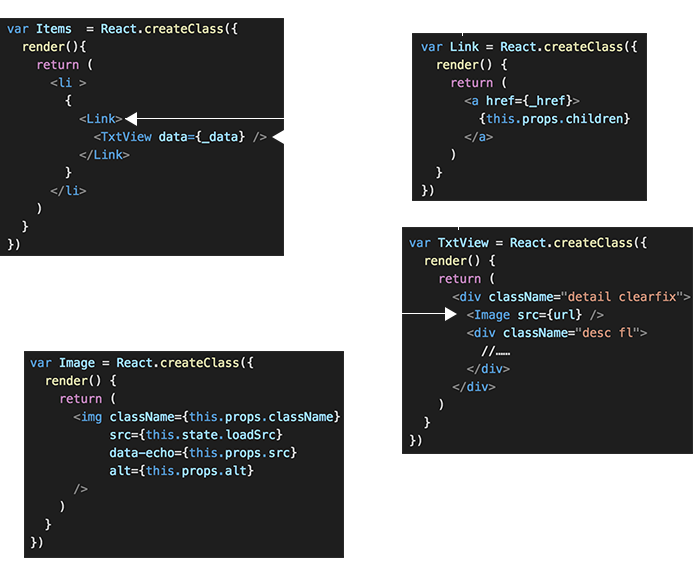 var Items  = React.createClass({
  render(){
    return (
      <li >
        {
          <Link>
            <TxtView data={_data} />
          </Link>
        }
      </li>
    )
  }
})
var Link = React.createClass({
  render() {
    return (
      <a href={_href}>
        {this.props.children}
      </a>
    )
  }
})
var TxtView = React.createClass({
  render() {
    return (
      <div className="detail clearfix">
        <Image src={url} />
        <div className="desc fl">
          //……
        </div>
      </div>
    )
  }
})
var Image = React.createClass({
  render() {
    return (
      <img className={this.props.className}
           src={this.state.loadSrc}
           data-echo={this.props.src}
           alt={this.props.alt}
      />
    )
  }
})